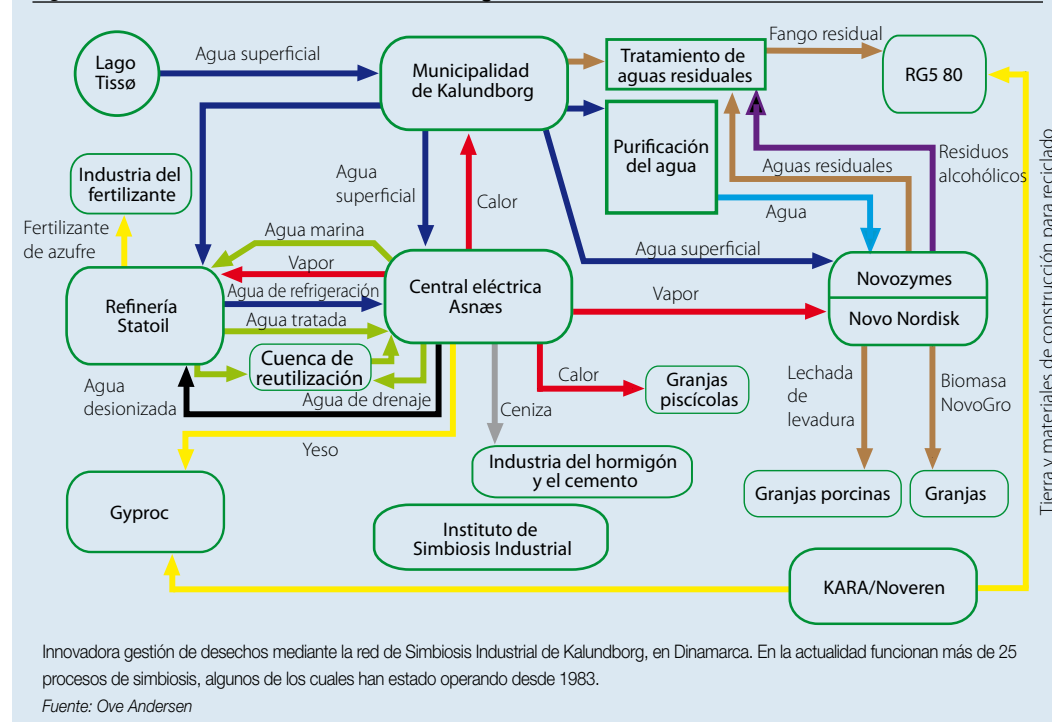 Lago
Tissø
Agua superficial
Municipalidad
de Kalundborg
Tratamiento de
aguas residuales
Fango residual
RG5 80
Purificación
del agua
Aguas residuales
Residuos
alcohólicos
Agua
Tierra y materiales de construcción para reciclado
Industria del
fertilizante
Fertilizante
de azufre
Agua
superficial
Calor
Agua marina
Vapor
Agua de refrigeración
Agua tratada
Refinería
Statoil
Central eléctrica
Asnæs
Agua superficial
Vapor
Novozymes
Novo Nordisk
Cuenca de
reutilización
Agua
desionizada
Agua de drenaje
Yeso
Ceniza
Calor
Granjas
piscícolas
Lechada
de
levadura
Biomasa
NovoGro
Gyproc
Industria del hormigón
y el cemento
Granjas porcinas
Granjas
Instituto de
Simbiosis Industrial
KARA/Noveren
Innovadora gestión de desechos mediante la red de Simbiosis Industrial de Kalundborg, en Dinamarca. En la actualidad funcionan más de 25
procesos de simbiosis, algunos de los cuales han estado operando desde 1983.
Fuente: Ove Andersen